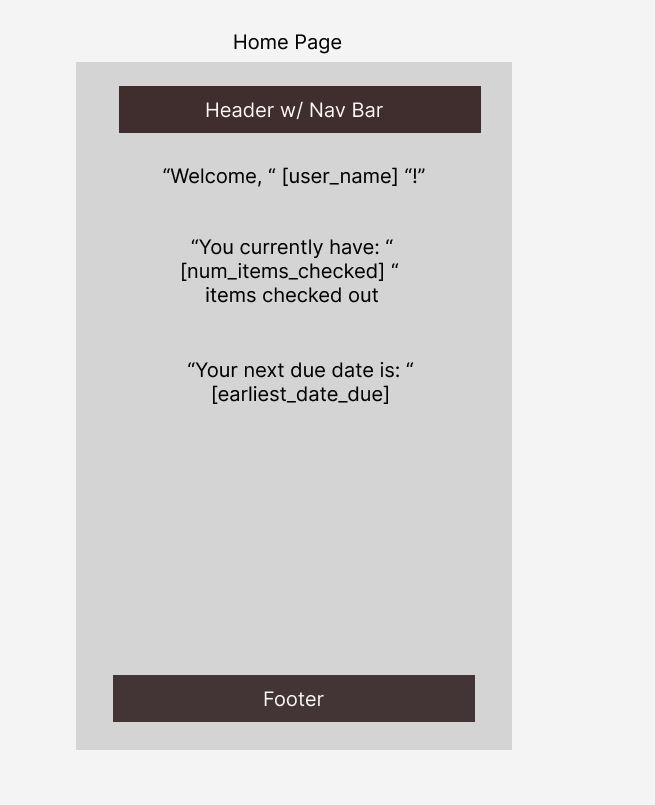 Home Page
Header w/ Nav Bar
“Welcome, “ [user_name] “!”
“You currently have: “
[num_items_checked] “
items checked out
“Your next due date is: “
[earliest_date_due]
Footer